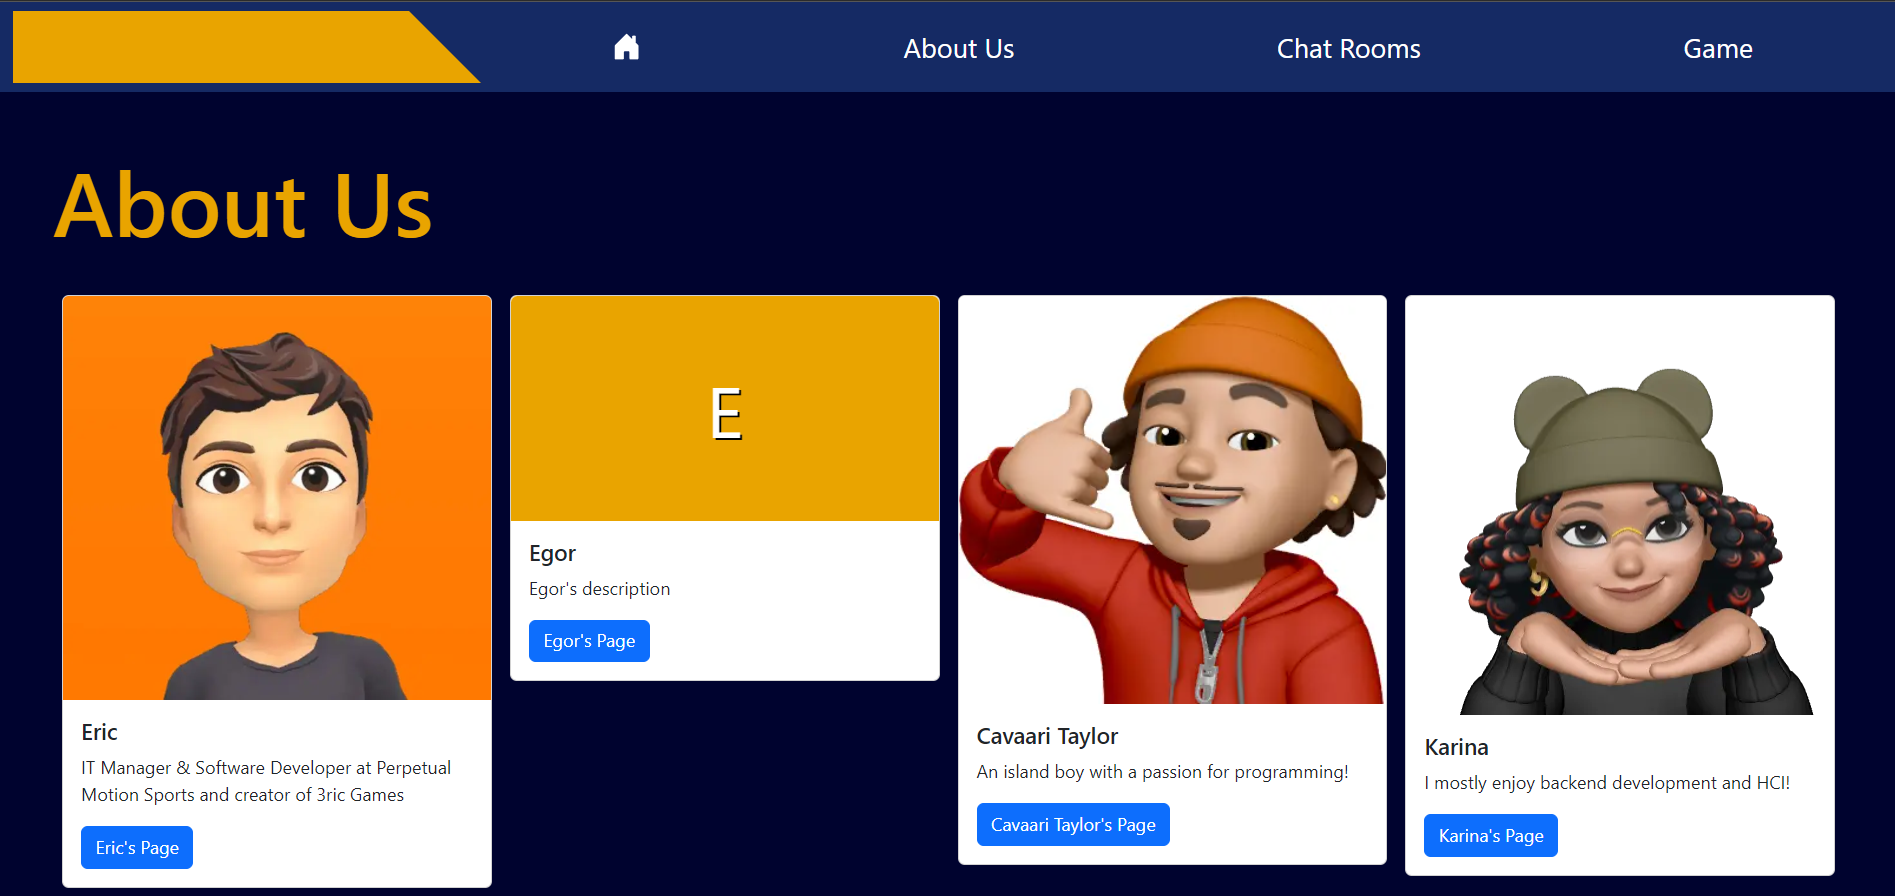 About Us
Chat Rooms
Game
About Us
Eric
IT Manager & Software Developer at Perpetual
Motion Sports and creator of 3ric Games
Eric's Page
E
Egor
Egor's description
Egor's Page
Cavaari Taylor
An island boy with a passion for programming!
Cavaari Taylor's Page
Karina
I mostly enjoy backend development and HCI!
Karina's Page